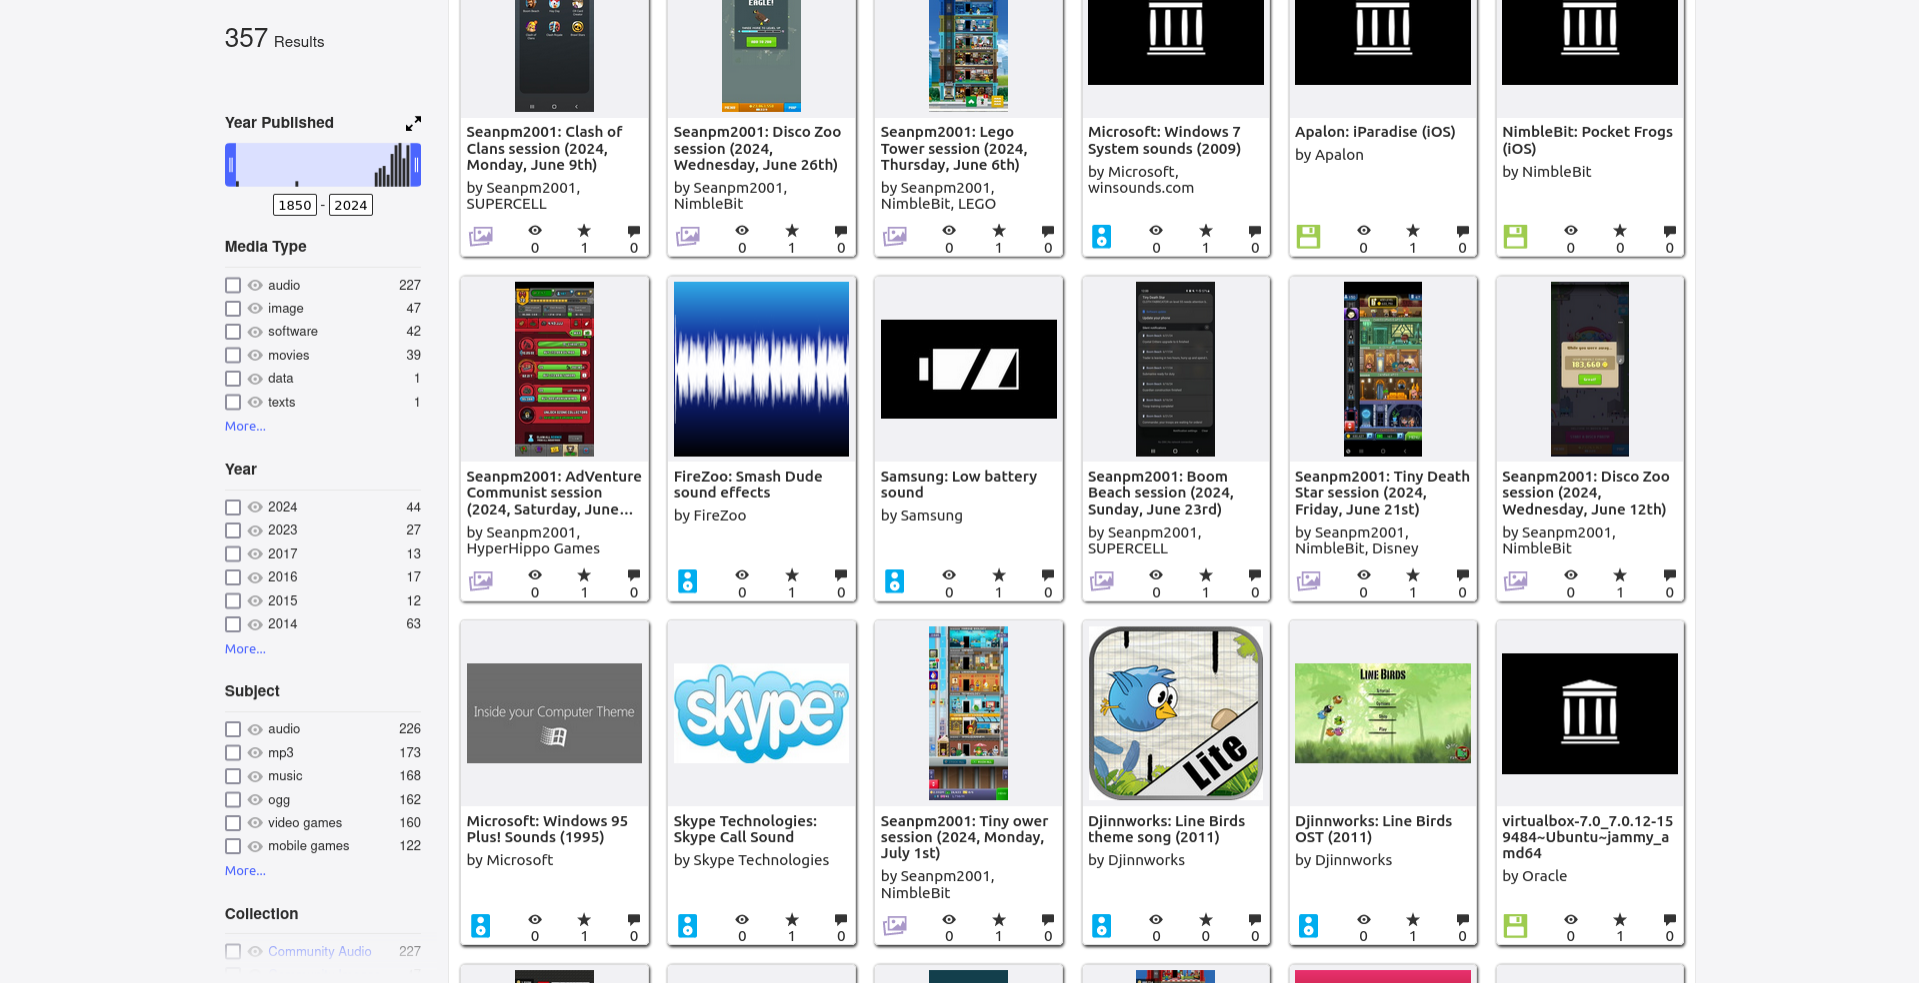 357 Results
Year Published
1850 - 2024
Media Type
audio 227
image 47
software 42
movies 39
data 1
texts 1
More...
Year
2024 44
2023 27
2017 13
2016 17
2015 12
2014 63
More...
Subject
audio 226
mp3 173
music 168
ogg 162
video games 160
mobile games 122
More...
Collection
Community Audio 227
EAGLE!
Seanpm2001: Clash of
Clans session (2024,
Monday, June 9th)
by Seanpm2001,
SUPERCELL
0 1 0
Seanpm2001: Disco Zoo
session (2024,
Wednesday, June 26th)
by Seanpm2001,
NimbleBit
0 1 0
Seanpm2001: Lego
Tower session (2024,
Thursday, June 6th)
by Seanpm2001,
NimbleBit, LEGO
0 1 0
Microsoft: Windows 7
System sounds (2009)
by Microsoft,
winsounds.com
0 1 0
Apalon: iParadise (iOS)
by Apalon
0 1 0
NimbleBit: Pocket Frogs
(iOS)
by NimbleBit
0 0 0
Seanpm2001: AdVenture
Communist session
(2024, Saturday, June...
by Seanpm2001,
HyperHippo Games
0 1 0
FireZoo: Smash Dude
sound effects
by FireZoo
0 1 0
Samsung: Low battery
sound
by Samsung
0 1 0
Seanpm2001: Boom
Beach session (2024,
Sunday, June 23rd)
by Seanpm2001,
SUPERCELL
0 1 0
Seanpm2001: Tiny Death
Star session (2024,
Friday, June 21st)
by Seanpm2001,
NimbleBit, Disney
0 1 0
While you were away...
183,660
Seanpm2001: Disco Zoo
session (2024,
Wednesday, June 12th)
by Seanpm2001,
NimbleBit
0 1 0
Inside your Computer Theme
Microsoft: Windows 95
Plus! Sounds (1995)
by Microsoft
0 1 0
skype TM
Skype Technologies:
Skype Call Sound
by Skype Technologies
0 1 0
Seanpm2001: Tiny ower
session (2024, Monday,
July 1st)
by Seanpm2001,
NimbleBit
0 1 0
Lite
Djinnworks: Line Birds
theme song (2011)
by Djinnworks
0 0 0
LINE BIRDS
Play
Djinnworks: Line Birds
OST (2011)
by Djinnworks
0 1 0
virtualbox-7.0_7.0.12-15
9484~Ubuntu~jammy_a
md64
by Oracle
0 1 0